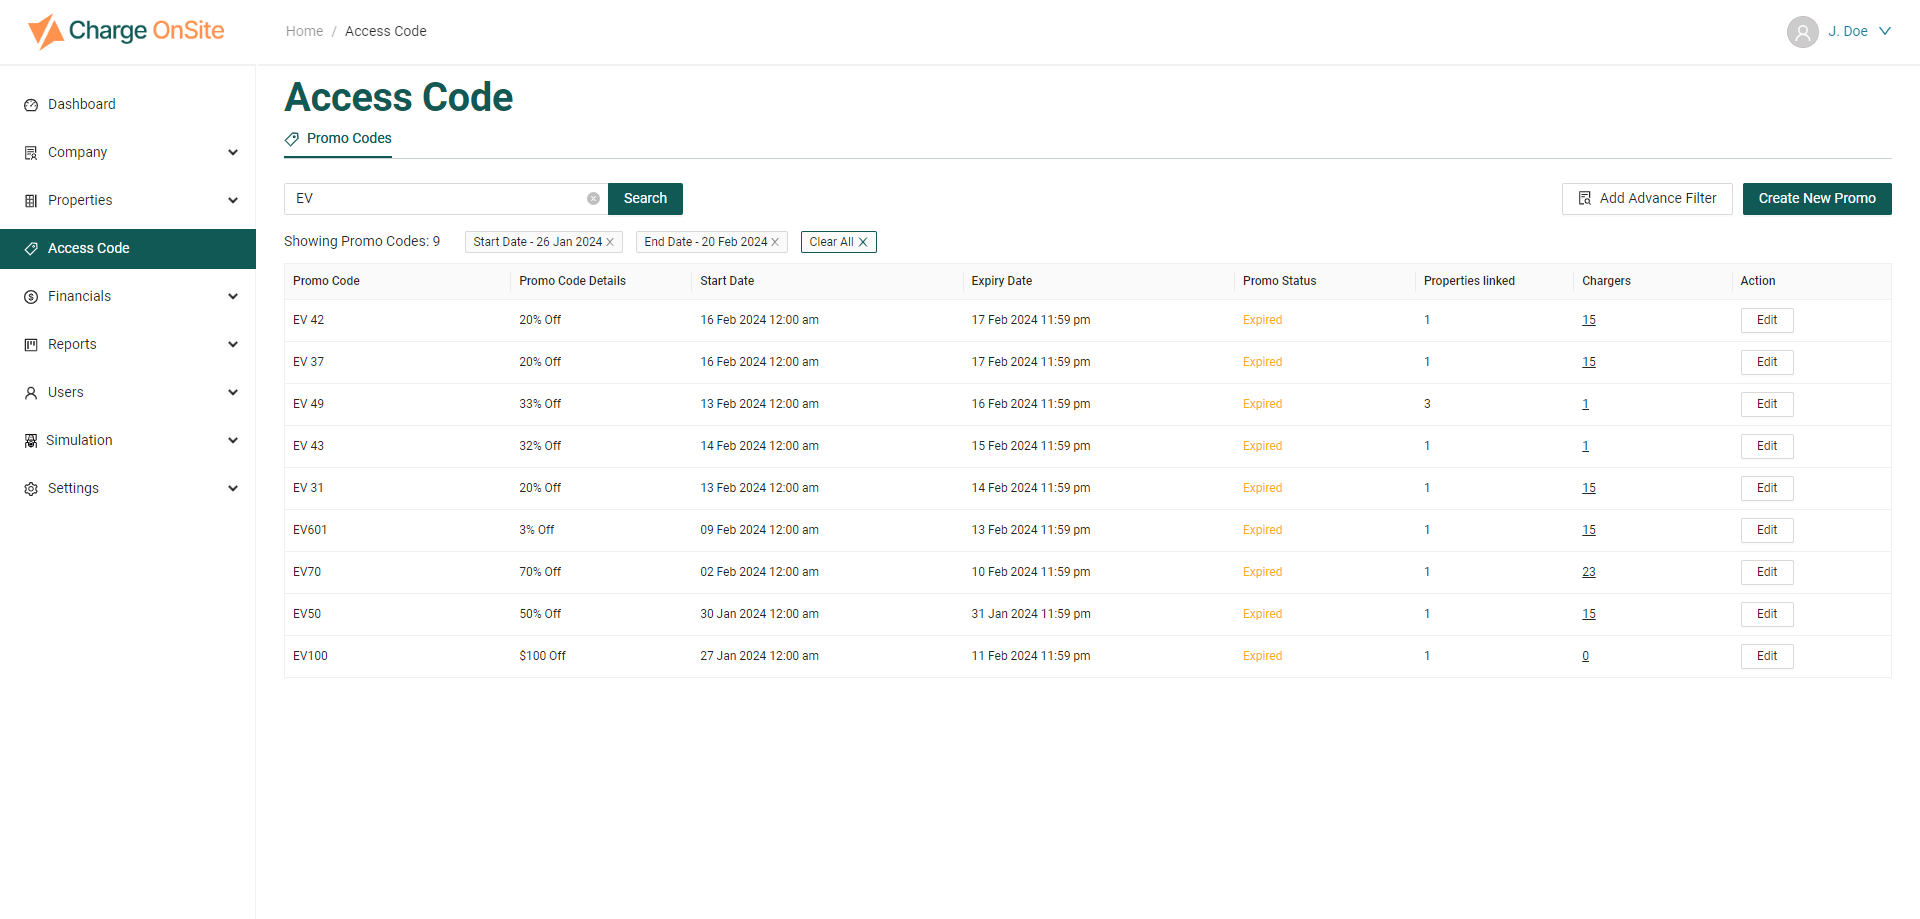 Charge OnSite
Home / Access Code
J. Doe
Dashboard
Company
Properties
Access Code
Financials
Reports
Users
Simulation
Settings
Access Code
Promo Codes
EV
Search
Add Advance Filter
Create New Promo
Showing Promo Codes: 9
Start Date - 26 Jan 2024
End Date - 20 Feb 2024
Clear All
Promo Code Promo Code Details Start Date Expiry Date Promo Status Properties linked Chargers Action
EV 42 20% Off 16 Feb 2024 12:00 am 17 Feb 2024 11:59 pm Expired 1 15 Edit
EV 37 20% Off 16 Feb 2024 12:00 am 17 Feb 2024 11:59 pm Expired 1 15 Edit
EV 49 33% Off 13 Feb 2024 12:00 am 16 Feb 2024 11:59 pm Expired 3 1 Edit
EV 43 32% Off 14 Feb 2024 12:00 am 15 Feb 2024 11:59 pm Expired 1 1 Edit
EV 31 20% Off 13 Feb 2024 12:00 am 14 Feb 2024 11:59 pm Expired 1 15 Edit
EV601 3% Off 09 Feb 2024 12:00 am 13 Feb 2024 11:59 pm Expired 1 15 Edit
EV70 70% Off 02 Feb 2024 12:00 am 10 Feb 2024 11:59 pm Expired 1 23 Edit
EV50 50% Off 30 Jan 2024 12:00 am 31 Jan 2024 11:59 pm Expired 1 15 Edit
EV100 $100 Off 27 Jan 2024 12:00 am 11 Feb 2024 11:59 pm Expired 1 0 Edit